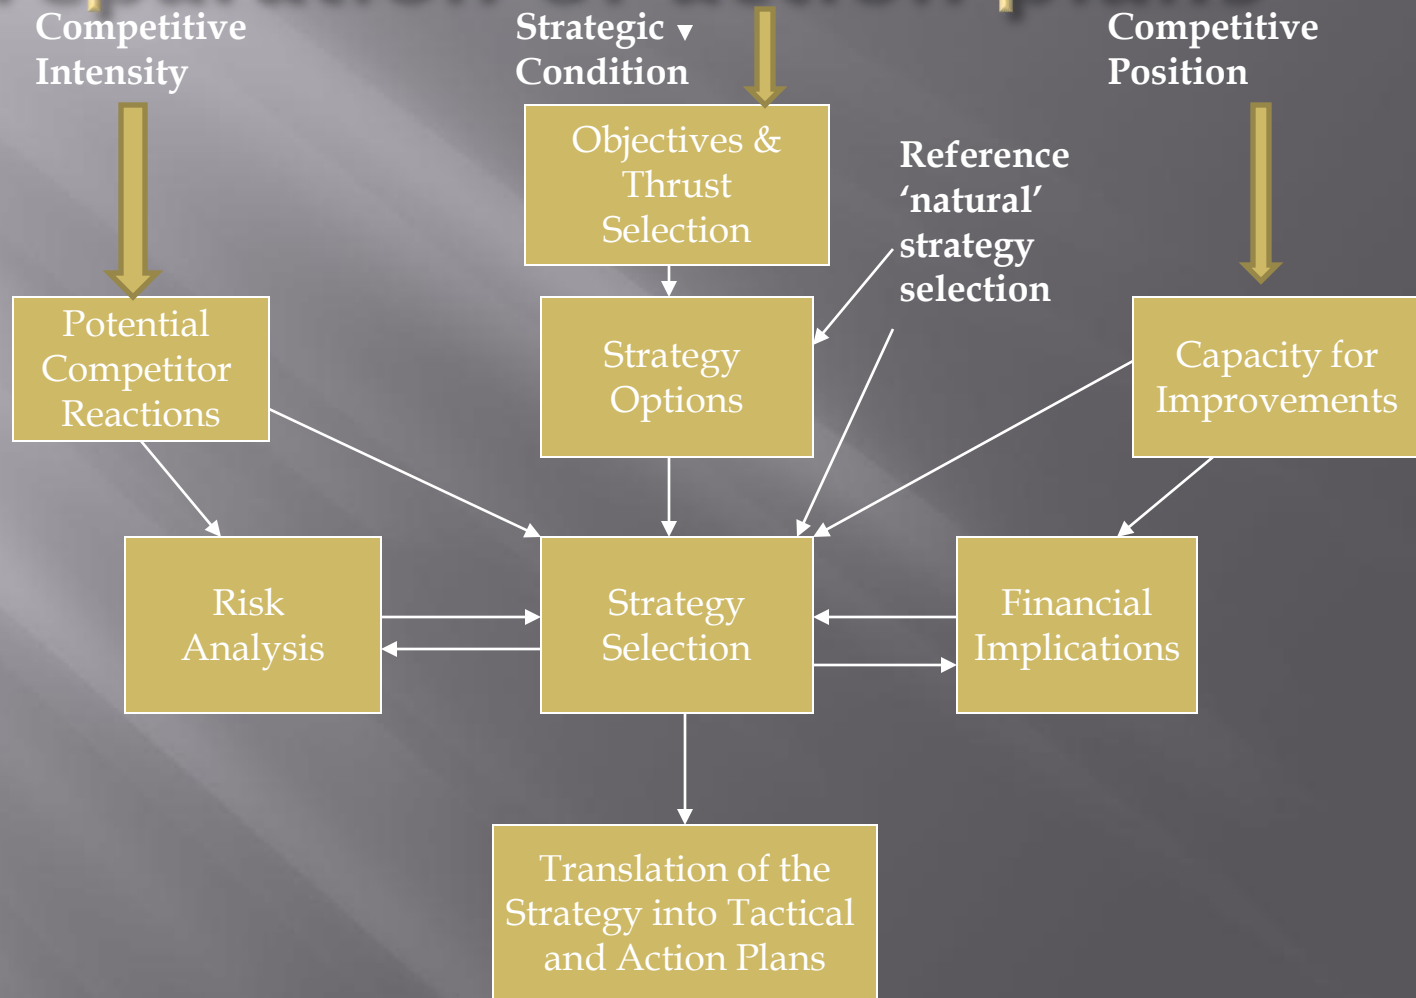 Competitive
Intensity
Strategic
Condition
Competitive
Position
Objectives &
Thrust
Selection
Reference
‘natural’
strategy
selection
Potential
Competitor
Reactions
Strategy
Options
Capacity for
Improvements
Risk
Analysis
Strategy
Selection
Financial
Implications
Translation of the
Strategy into Tactical
and Action Plans